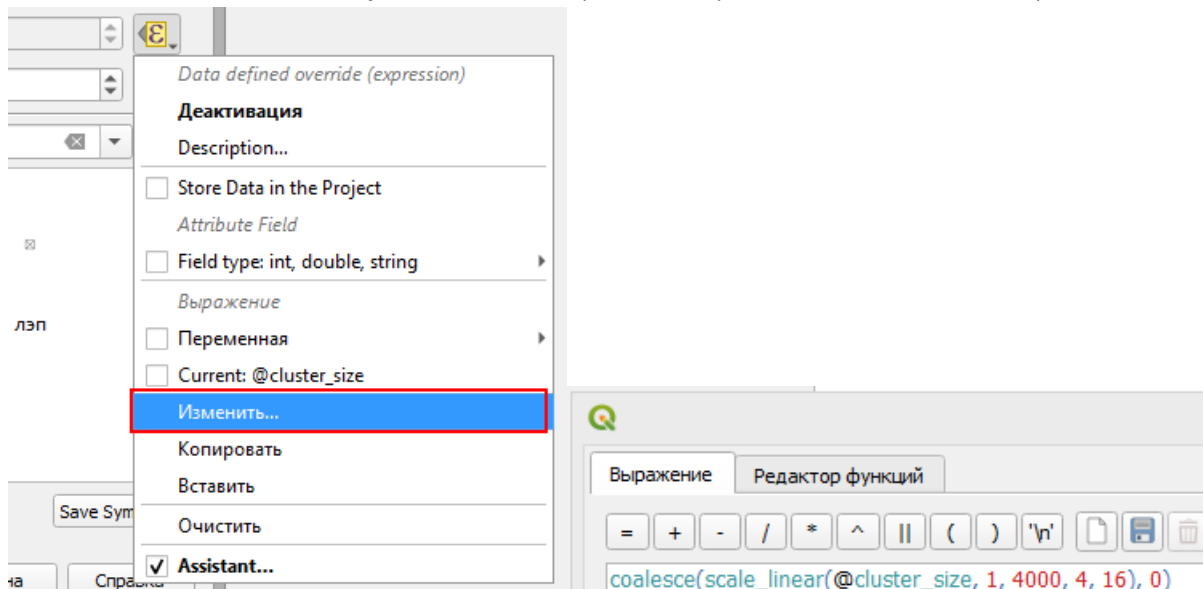 Data defined override (expression)
Деактивация
Description...
Store Data in the Project
Attribute Field
Field type: int, double, string
Выражение
лэп
Переменная
Current: @cluster_size
Изменить...
Копировать
Вставить
Save Sym
Очистить
Assistant...
на
Справка
Выражение
Редактор функций
= + - / * ^ || ( ) '\n'
coalesce(scale_linear(@cluster_size, 1, 4000, 4, 16), 0)